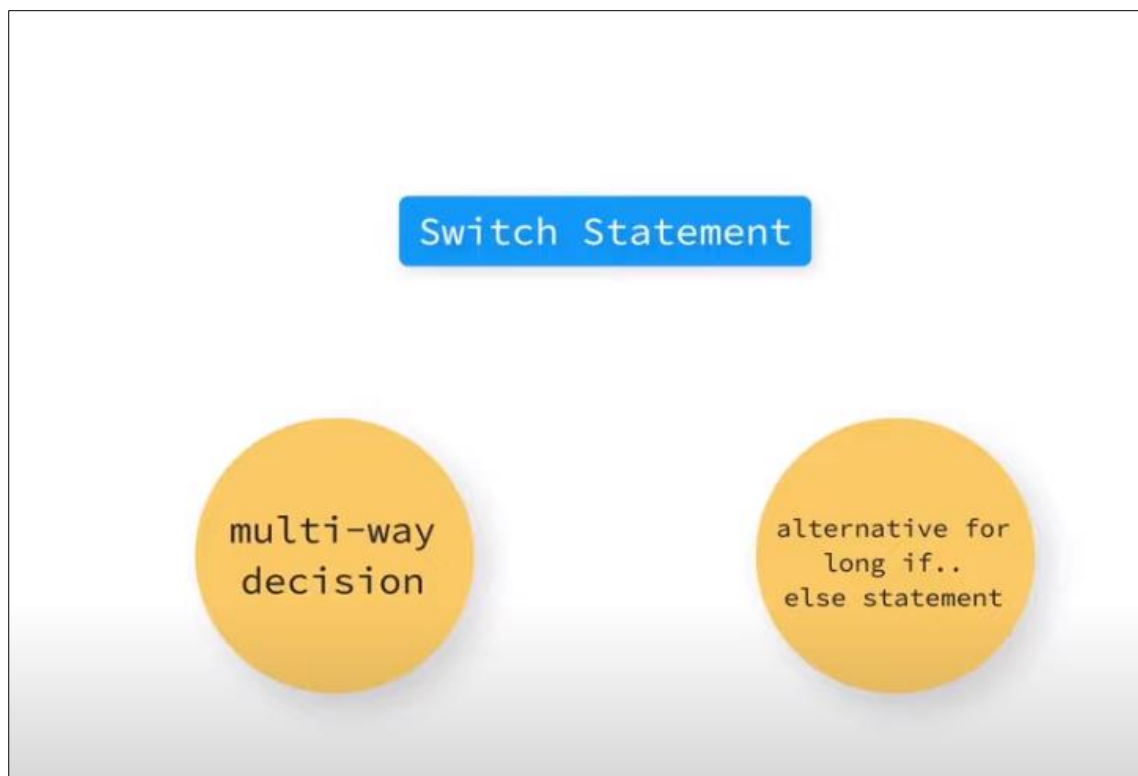 Switch Statement
multi-way
decision
alternative for
long if..
else statement